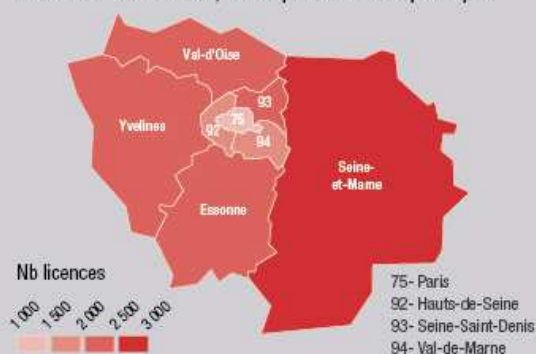 Val-d'Oise
93
75
Yvelines
92
94
Seine-
et-Marne
Essonne
Nb licences
1 000
1 500
2 000
2 500
3 000
75- Paris
92- Hauts-de-Seine
93- Seine-Saint-Denis
94- Val-de-Marne